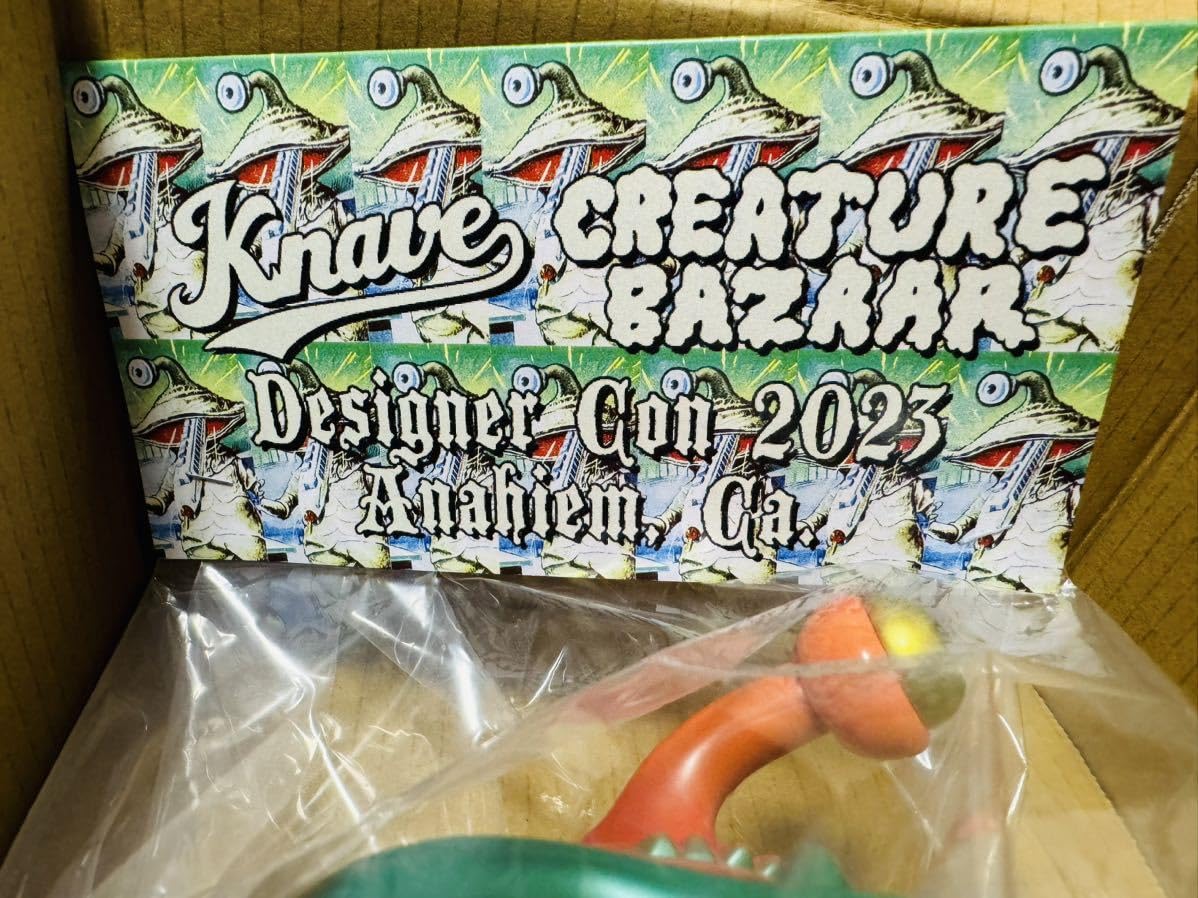 Knave CREATURE
BAZAAR
Designer Con 2023
Anahiem, Ca.